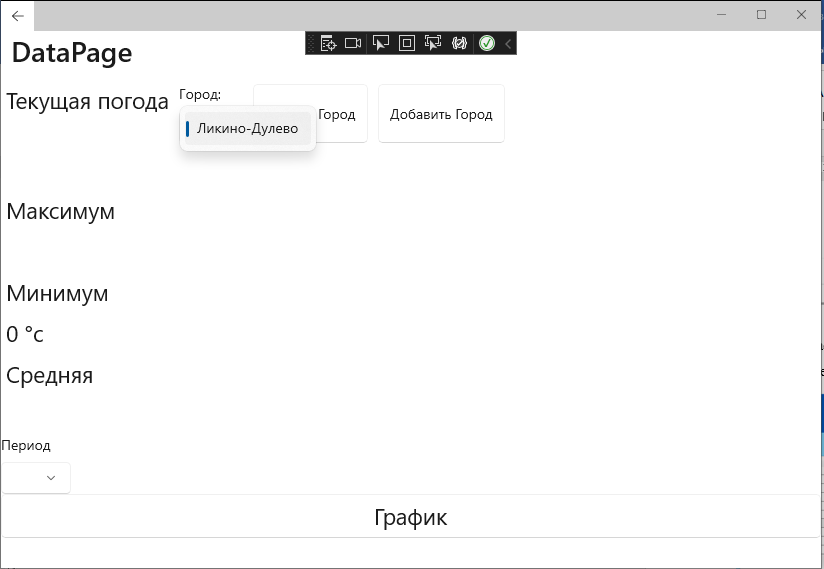 DataPage
Текущая погода
Город:
Ликино-Дулево
Город
Добавить Город
Максимум
Минимум
0 °c
Средняя
Период
График